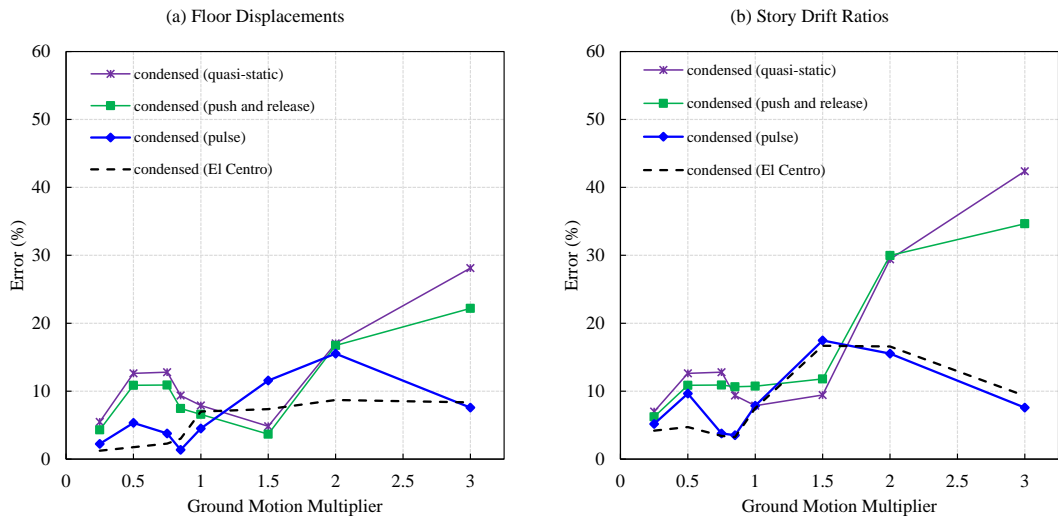 (a) Floor Displacements
60
50
40
30
20
10
0
Error (%)
condensed (quasi-static)
condensed (push and release)
condensed (pulse)
condensed (El Centro)
0 0.5 1 1.5 2 2.5 3
Ground Motion Multiplier
(b) Story Drift Ratios
60
50
40
30
20
10
0
Error (%)
condensed (quasi-static)
condensed (push and release)
condensed (pulse)
condensed (El Centro)
0 0.5 1 1.5 2 2.5 3
Ground Motion Multiplier